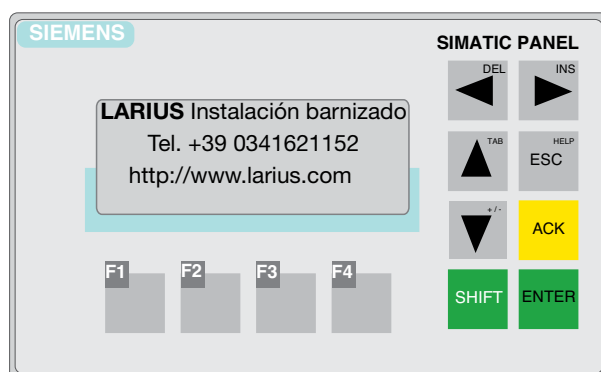 SIEMENS
SIMATIC PANEL
LARIUS Instalación barnizado
Tel. +39 0341621152
http://www.larius.com
DEL
INS
TAB
HELP
ESC
+/-
ACK
F1
F2
F3
F4
SHIFT
ENTER